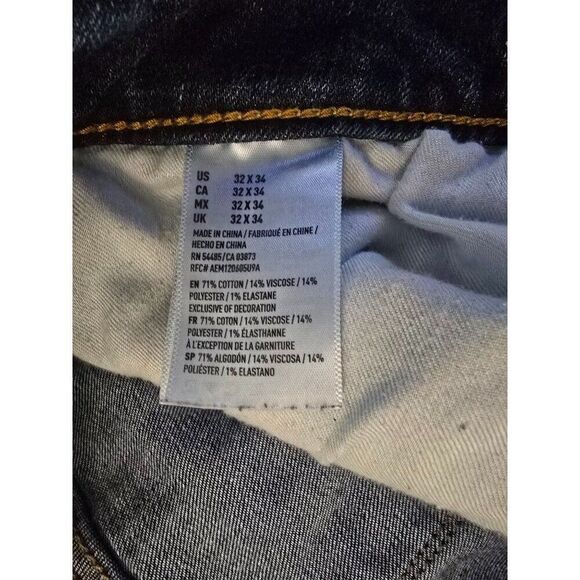 US 32 X 34
CA 32 X 34
MX 32 X 34
UK 32 X 34
MADE IN CHINA / FABRIQUÉ EN CHINE /
HECHO EN CHINA
RN 54485/CA 03873
RFC# AEM120605U9A
EN 71% COTTON / 14% VISCOSE / 14%
POLYESTER / 1% ELASTANE
EXCLUSIVE OF DECORATION
FR 71% COTON / 14% VISCOSE / 14%
POLYESTER / 1% ÉLASTHANNE
À L'EXCEPTION DE LA GARNITURE
SP 71% ALGODÓN / 14% VISCOSA / 14%
POLIÉSTER / 1% ELASTANO